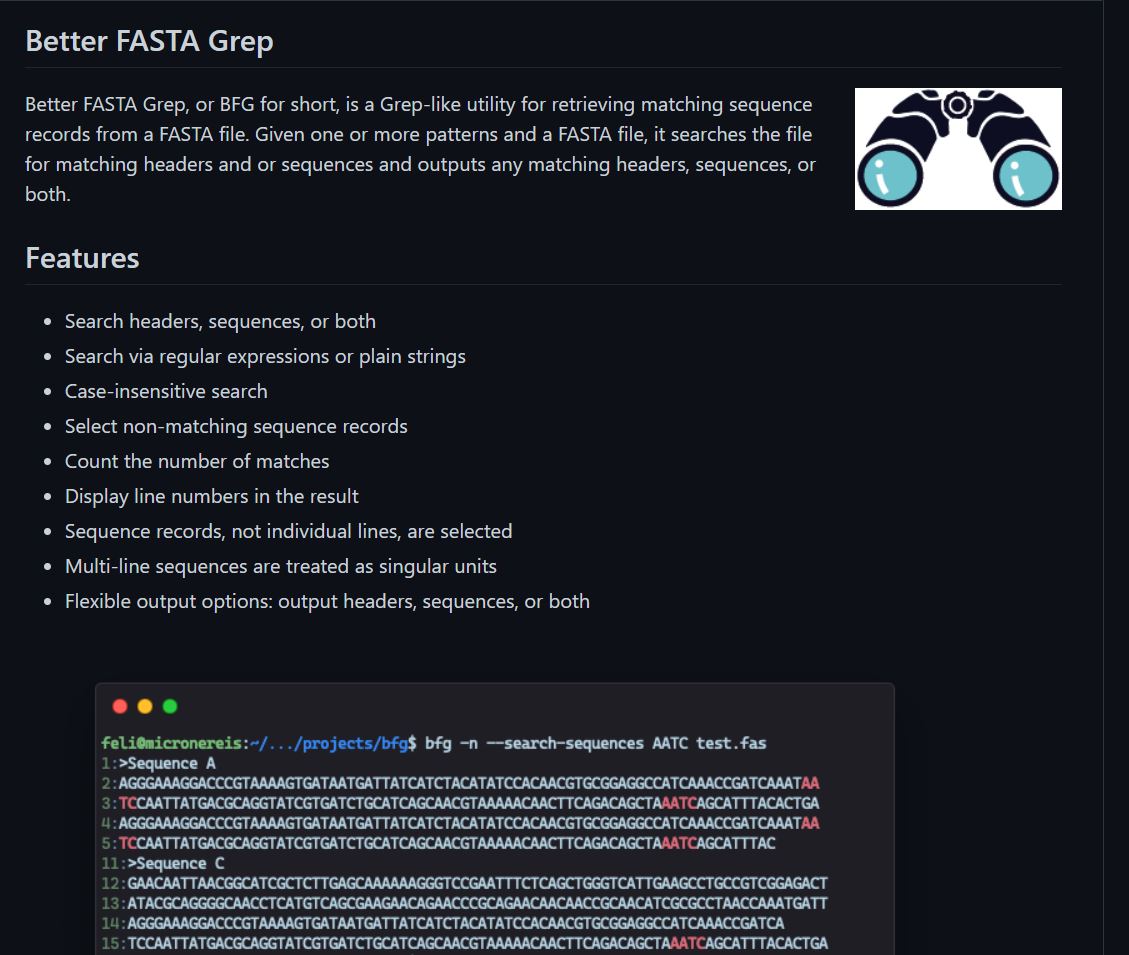 Better FASTA Grep
Better FASTA Grep, or BFG for short, is a Grep-like utility for retrieving matching sequence
records from a FASTA file. Given one or more patterns and a FASTA file, it searches the file
for matching headers and or sequences and outputs any matching headers, sequences, or
both.
Features
• Search headers, sequences, or both
• Search via regular expressions or plain strings
• Case-insensitive search
• Select non-matching sequence records
• Count the number of matches
• Display line numbers in the result
• Sequence records, not individual lines, are selected
• Multi-line sequences are treated as singular units
• Flexible output options: output headers, sequences, or both
feli@micronereis:~/.../projects/bfg$ bfg -n --search-sequences AATC test.fas
1:>Sequence A
2:AGGGAAAGGACCCGTAAAAGTGATAATGATTATCATCTACATATCCACAACGTGCGGAGGCCATCAAACCGATCAAATAA
3:TCCAATTATGACGCAGGTATCGTGATCTGCATCAGCAACGTAAAAACAACTTCAGACAGCTAAATCAGCATTTACACTGA
4:AGGGAAAGGACCCGTAAAAGTGATAATGATTATCATCTACATATCCACAACGTGCGGAGGCCATCAAACCGATCAAATAA
5:TCCAATTATGACGCAGGTATCGTGATCTGCATCAGCAACGTAAAAACAACTTCAGACAGCTAAATCAGCATTTAC
11:>Sequence C
12:GAACAATTAACGGCATCGCTCTTGAGCAAAAAAGGGTCCGAATTTCTCAGCTGGGTCATTGAAGCCTGCCGTCGGAGACT
13:ATACGCAGGGGCAACCTCATGTCAGCGAAGAACAGAACCCGCAGAACAACAACCGCAACATCGCGCCTAACCAAATGATT
14:AGGGAAAGGACCCGTAAAAGTGATAATGATTATCATCTACATATCCACAACGTGCGGAGGCCATCAAACCGATCA
15:TCCAATTATGACGCAGGTATCGTGATCTGCATCAGCAACGTAAAAACAACTTCAGACAGCTAAATCAGCATTTACACTGA